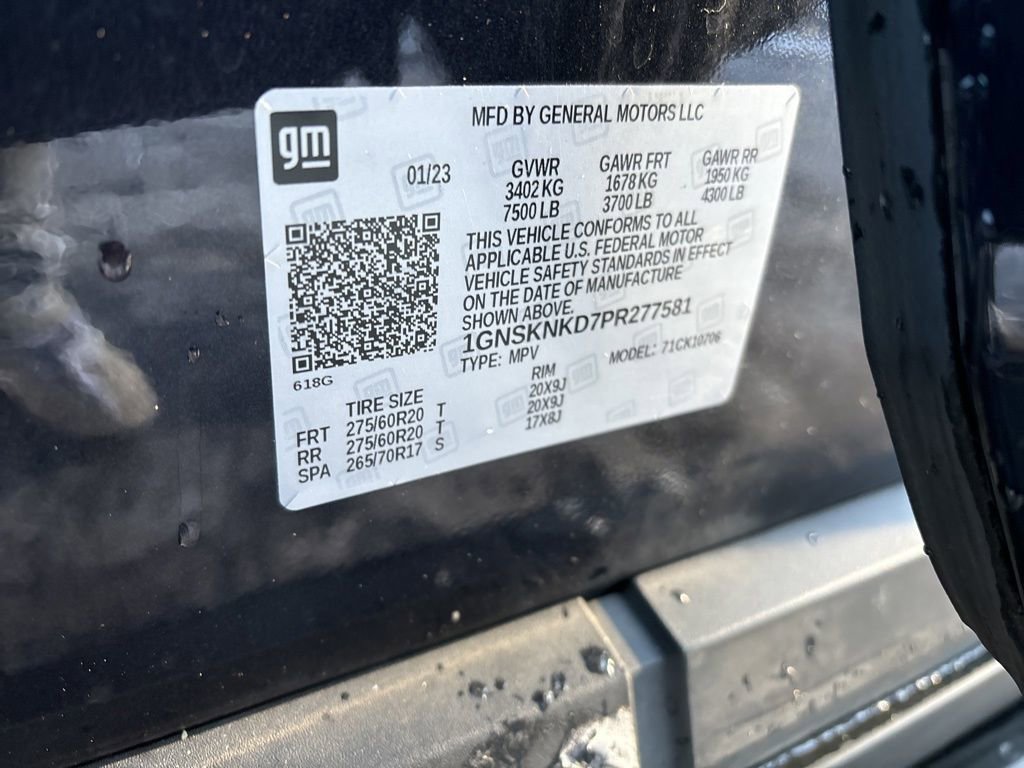 gm
MFD BY GENERAL MOTORS LLC
01/23
GVWR
3402 KG
7500 LB
GAWR FRT
1678 KG
3700 LB
GAWR RR
1950 KG
4300 LB
THIS VEHICLE CONFORMS TO ALL
APPLICABLE U.S. FEDERAL MOTOR
VEHICLE SAFETY STANDARDS IN EFFECT
ON THE DATE OF MANUFACTURE
SHOWN ABOVE.
1GNSKNKD7PR277581
TYPE: MPV MODEL: 71CK10706
618G
TIRE SIZE RIM
FRT 275/60R20 T 20X9J
RR 275/60R20 T 20X9J
SPA 265/70R17 S 17X8J